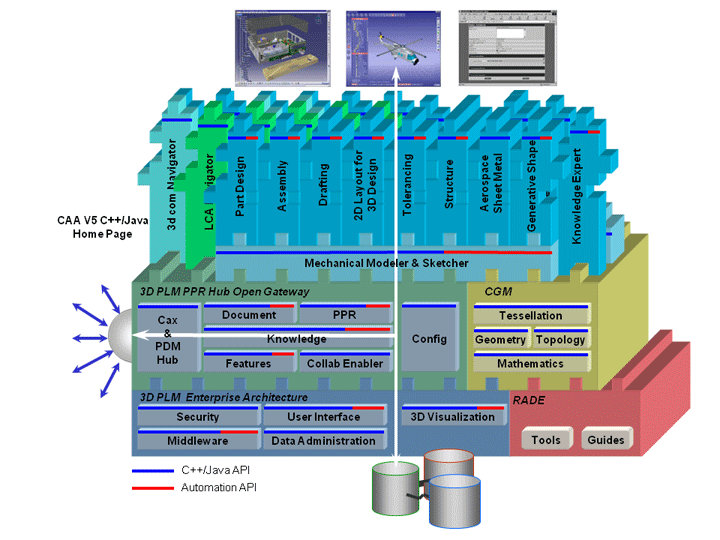 3d com Navigator
LCA
igator
Part Design
Assembly
Drafting
2D Layout for
3D Design
Tolerancing
Structure
Aerospace
Sheet Metal
Generative Shape
Knowledge Expert
CAA V5 C++/Java
Home Page
Mechanical Modeler & Sketcher
3D PLM PPR Hub Open Gateway
CGM
Cax
&
PDM
Hub
Document
PPR
Knowledge
Features
Collab Enabler
Config
Tessellation
Geometry
Topology
Mathematics
3D PLM Enterprise Architecture
RADE
Security
User Interface
3D Visualization
Middleware
Data Administration
Tools
Guides
C++/Java API
Automation API